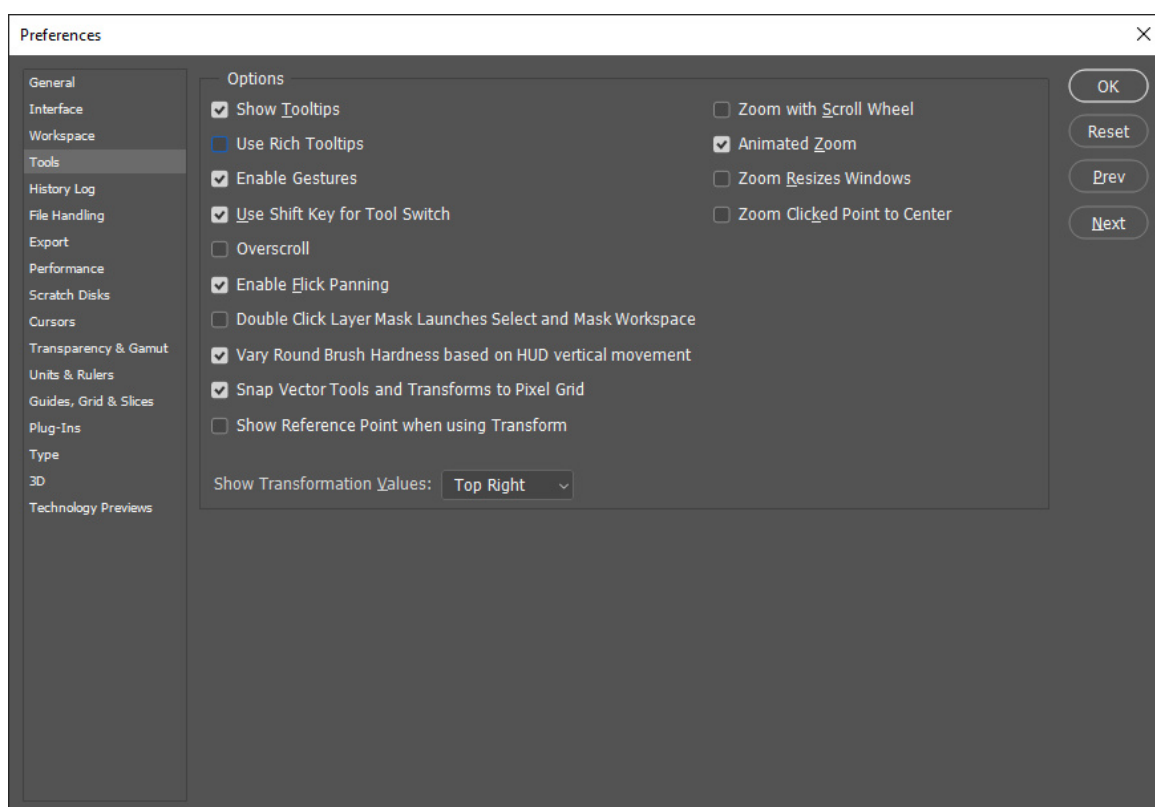 Preferences
General
Interface
Workspace
Tools
History Log
File Handling
Export
Performance
Scratch Disks
Cursors
Transparency & Gamut
Units & Rulers
Guides, Grid & Slices
Plug-Ins
Type
3D
Technology Previews
Options
Show Tooltips
Use Rich Tooltips
Enable Gestures
Use Shift Key for Tool Switch
Overscroll
Enable Flick Panning
Double Click Layer Mask Launches Select and Mask Workspace
Vary Round Brush Hardness based on HUD vertical movement
Snap Vector Tools and Transforms to Pixel Grid
Show Reference Point when using Transform
Show Transformation Values: Top Right
Zoom with Scroll Wheel
Animated Zoom
Zoom Resizes Windows
Zoom Clicked Point to Center
OK
Reset
Prev
Next